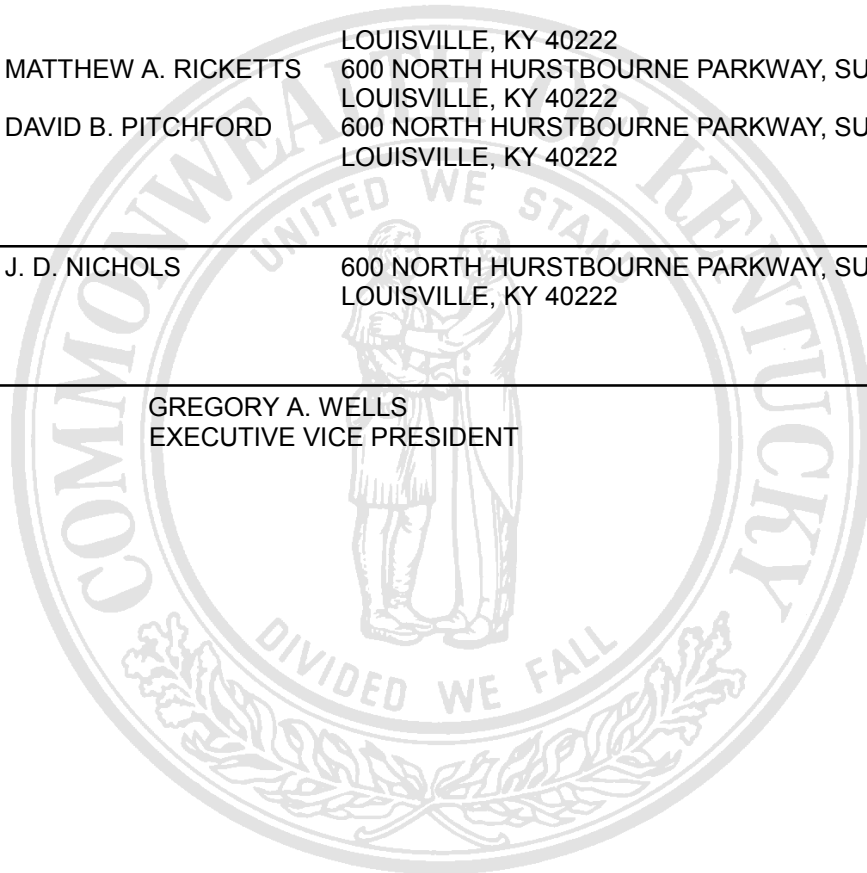 LOUISVILLE, KY 40222
MATTHEW A. RICKETTS 600 NORTH HURSTBOURNE PARKWAY, SU
LOUISVILLE, KY 40222
DAVID B. PITCHFORD 600 NORTH HURSTBOURNE PARKWAY, SU
LOUISVILLE, KY 40222
J. D. NICHOLS 600 NORTH HURSTBOURNE PARKWAY, SU
LOUISVILLE, KY 40222
GREGORY A. WELLS
EXECUTIVE VICE PRESIDENT
COMMONWEALTH OF KENTUCKY
UNITED WE STAND
DIVIDED WE FALL